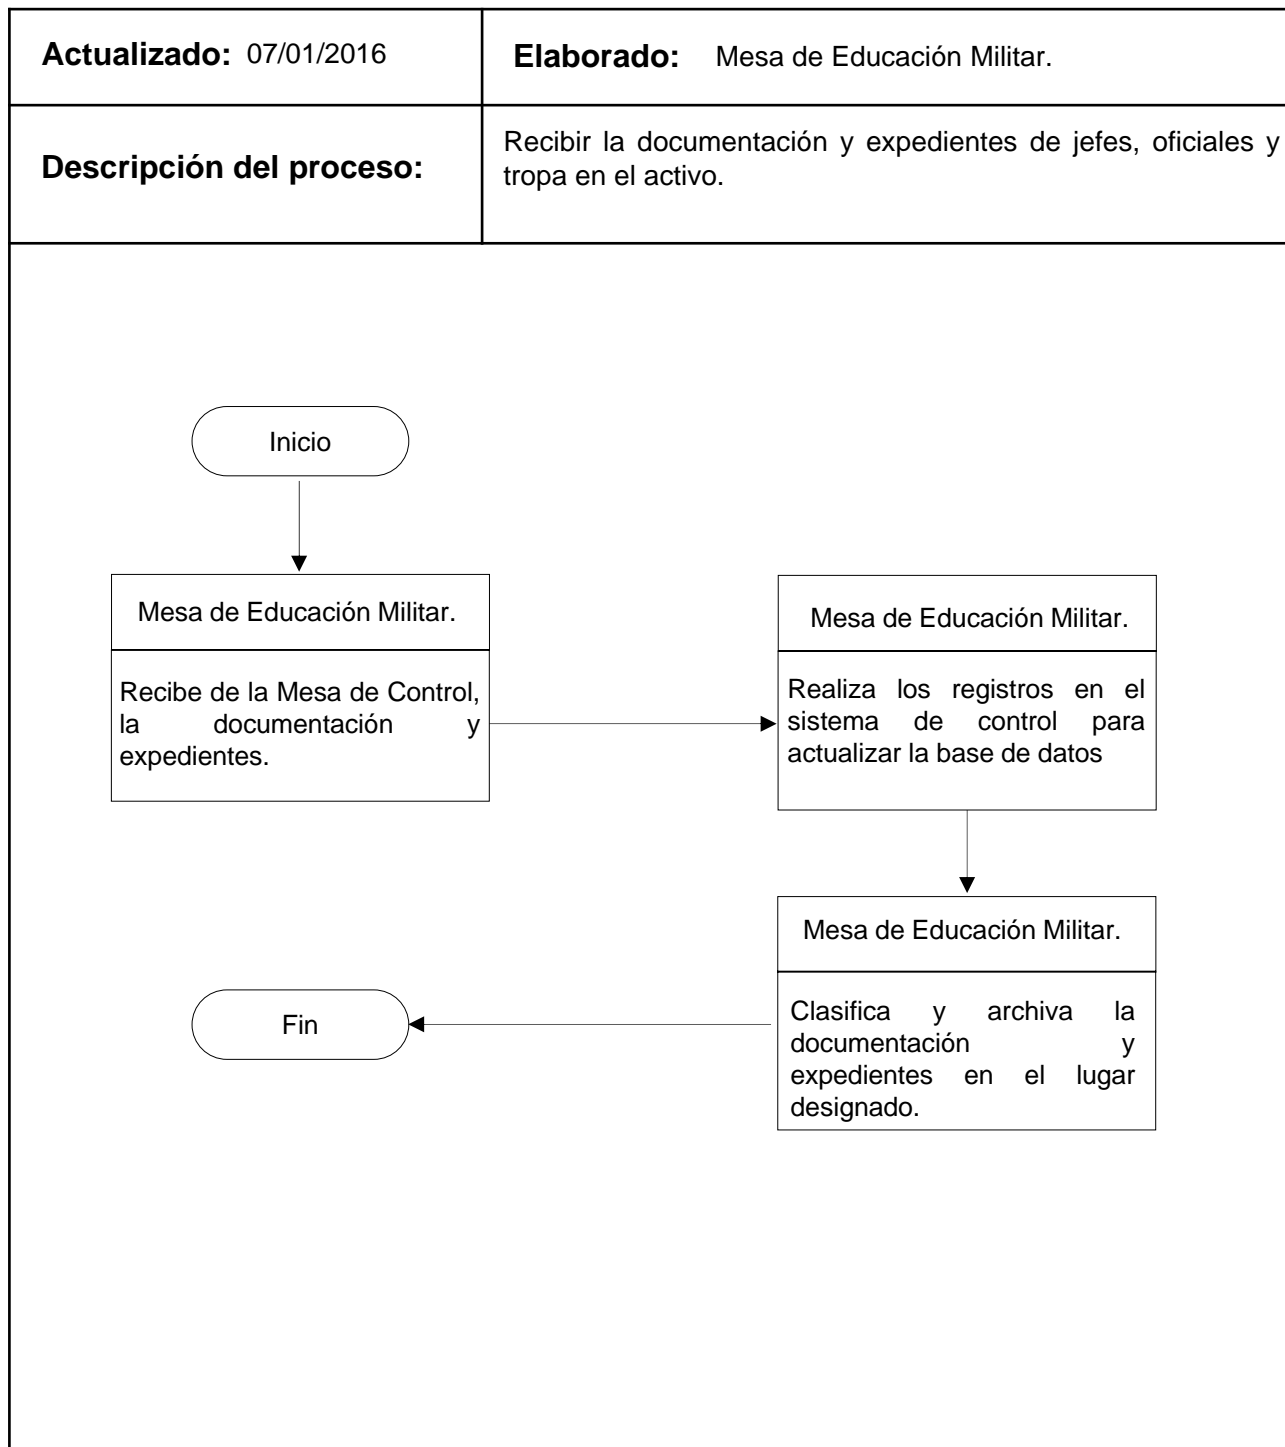 Actualizado: 07/01/2016
Elaborado: Mesa de Educación Militar.
Descripción del proceso:
Recibir la documentación y expedientes de jefes, oficiales y
tropa en el activo.
Inicio
Mesa de Educación Militar.
Recibe de la Mesa de Control,
la documentación y
expedientes.
Mesa de Educación Militar.
Realiza los registros en el
sistema de control para
actualizar la base de datos
Mesa de Educación Militar.
Clasifica y archiva la
documentación y
expedientes en el lugar
designado.
Fin